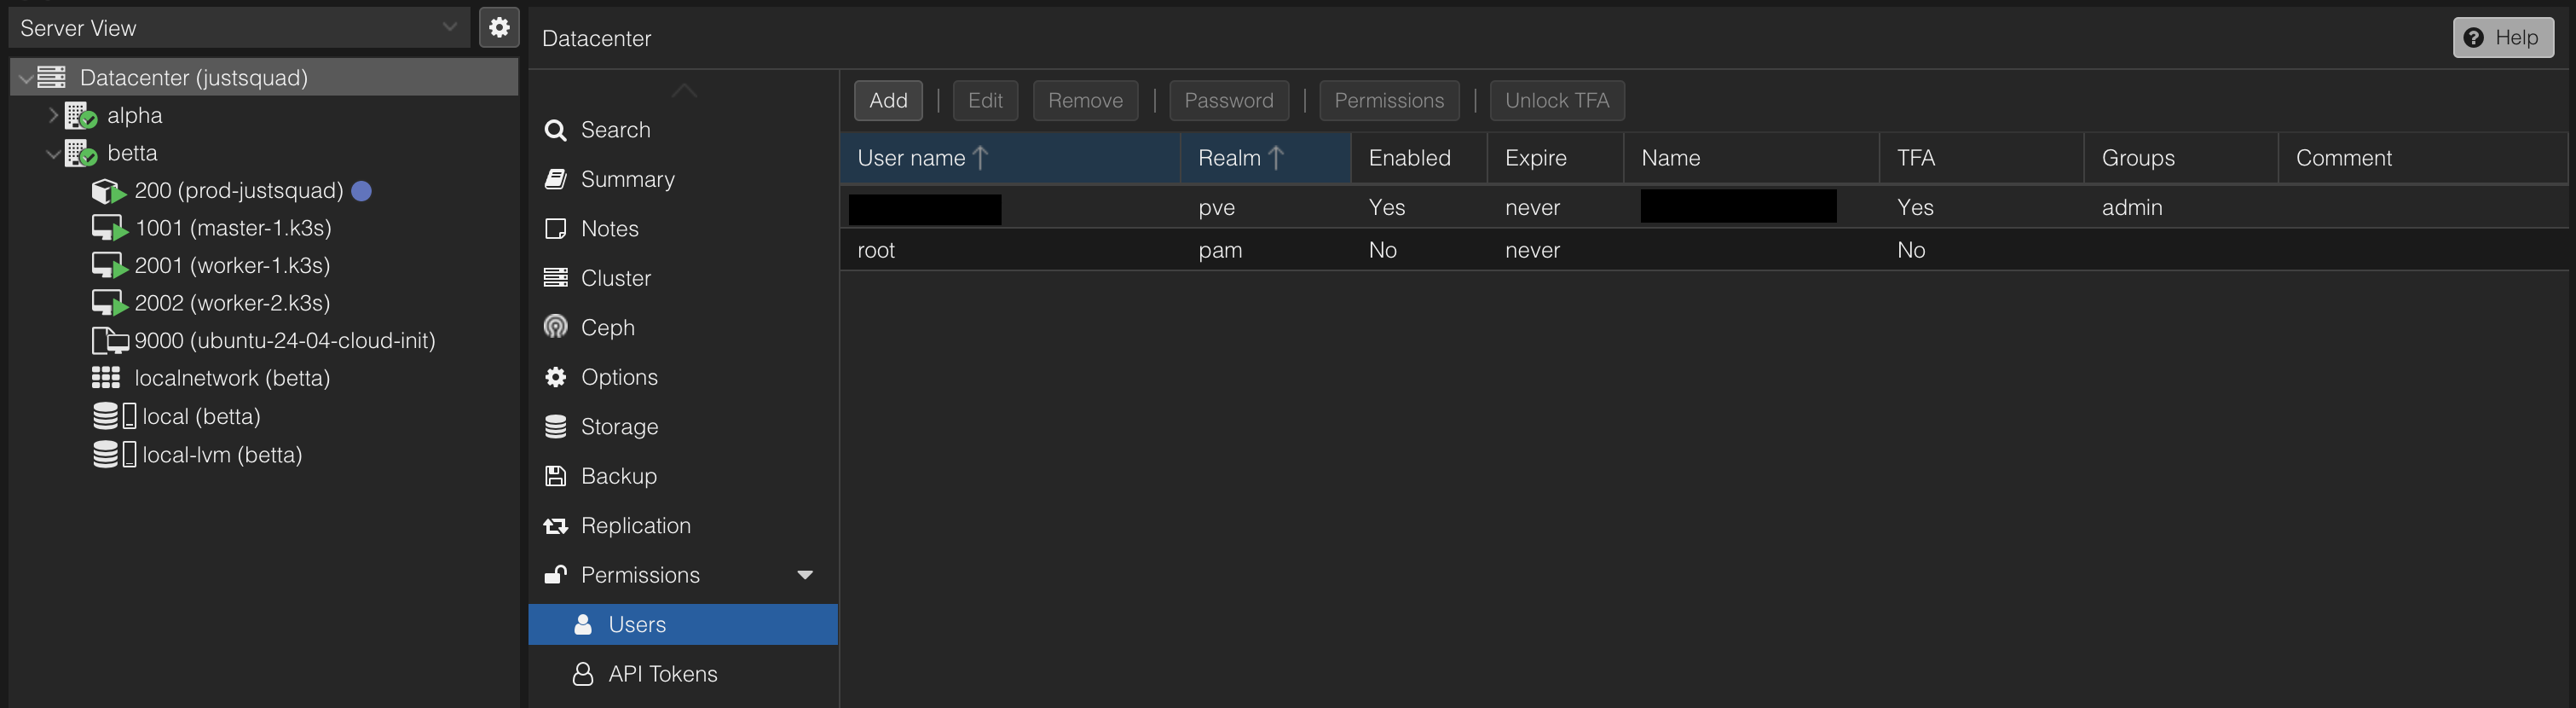 Server View
Datacenter (justsquad)
alpha
betta
200 (prod-justsquad)
1001 (master-1.k3s)
2001 (worker-1.k3s)
2002 (worker-2.k3s)
9000 (ubuntu-24-04-cloud-init)
localnetwork (betta)
local (betta)
local-lvm (betta)
Datacenter
Help
Search
Summary
Notes
Cluster
Ceph
Options
Storage
Backup
Replication
Permissions
Users
API Tokens
Add | Edit Remove | Password | Permissions | Unlock TFA
User name Realm Enabled Expire Name TFA Groups Comment
pve Yes never Yes admin
root pam No never No